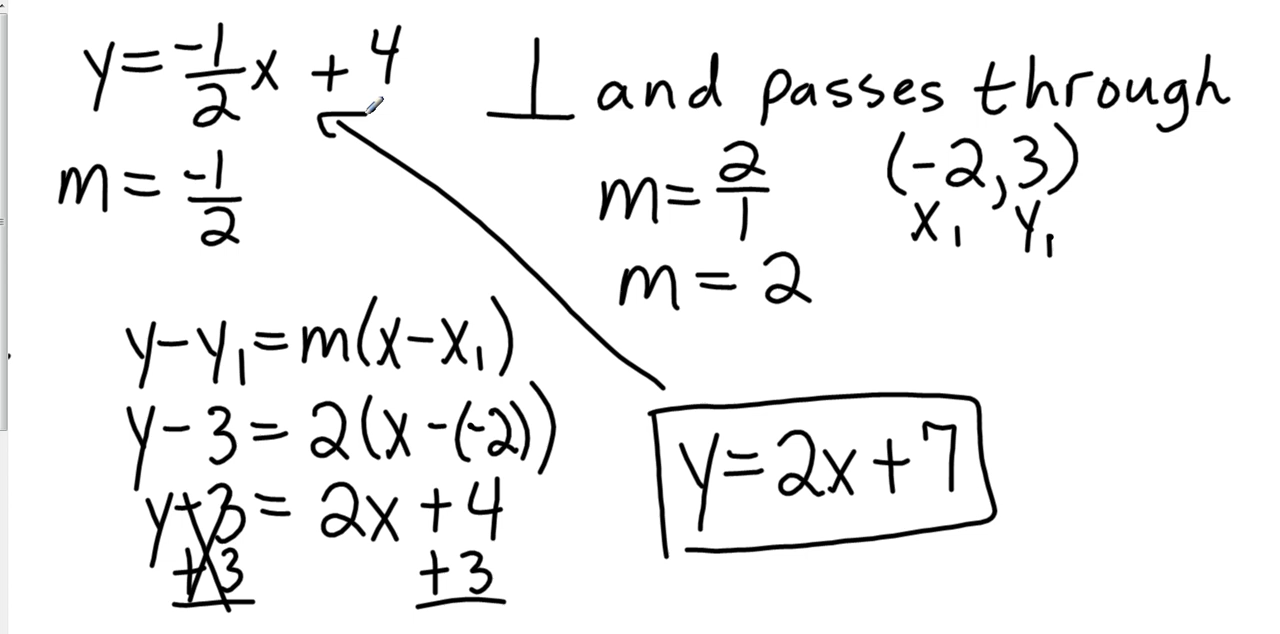 y = -1/2 x + 4
⊥ and passes through
m = -1/2
m = 2/1
(-2, 3)
x₁ y₁
m = 2
y - y₁ = m(x - x₁)
y - 3 = 2(x - (-2))
y - 3 = 2x + 4
+3 +3
y = 2x + 7